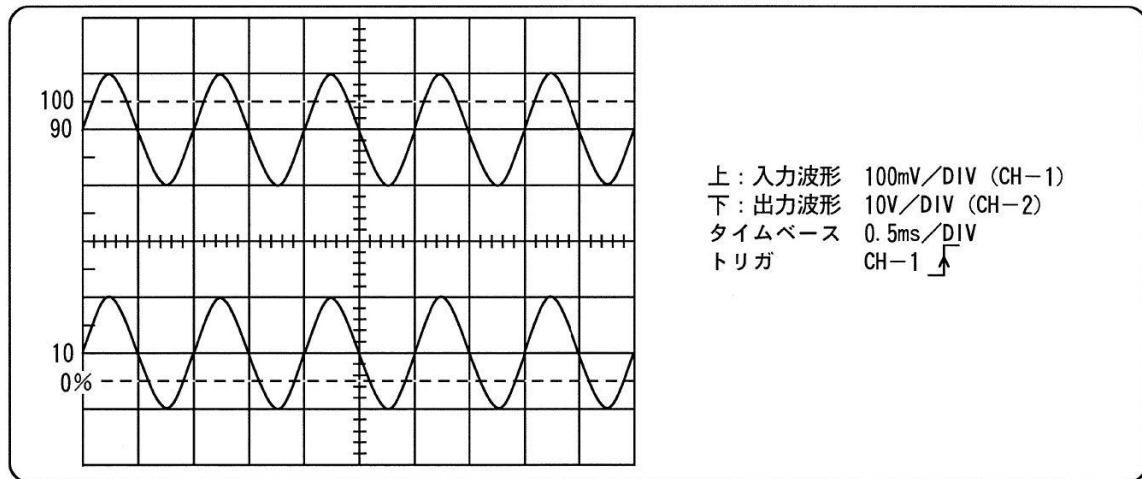 100
90
10
0%
上：入力波形　100mV／DIV（CH－1）
下：出力波形　10V／DIV（CH－2）
タイムベース　0.5ms／DIV
トリガ　CH－1